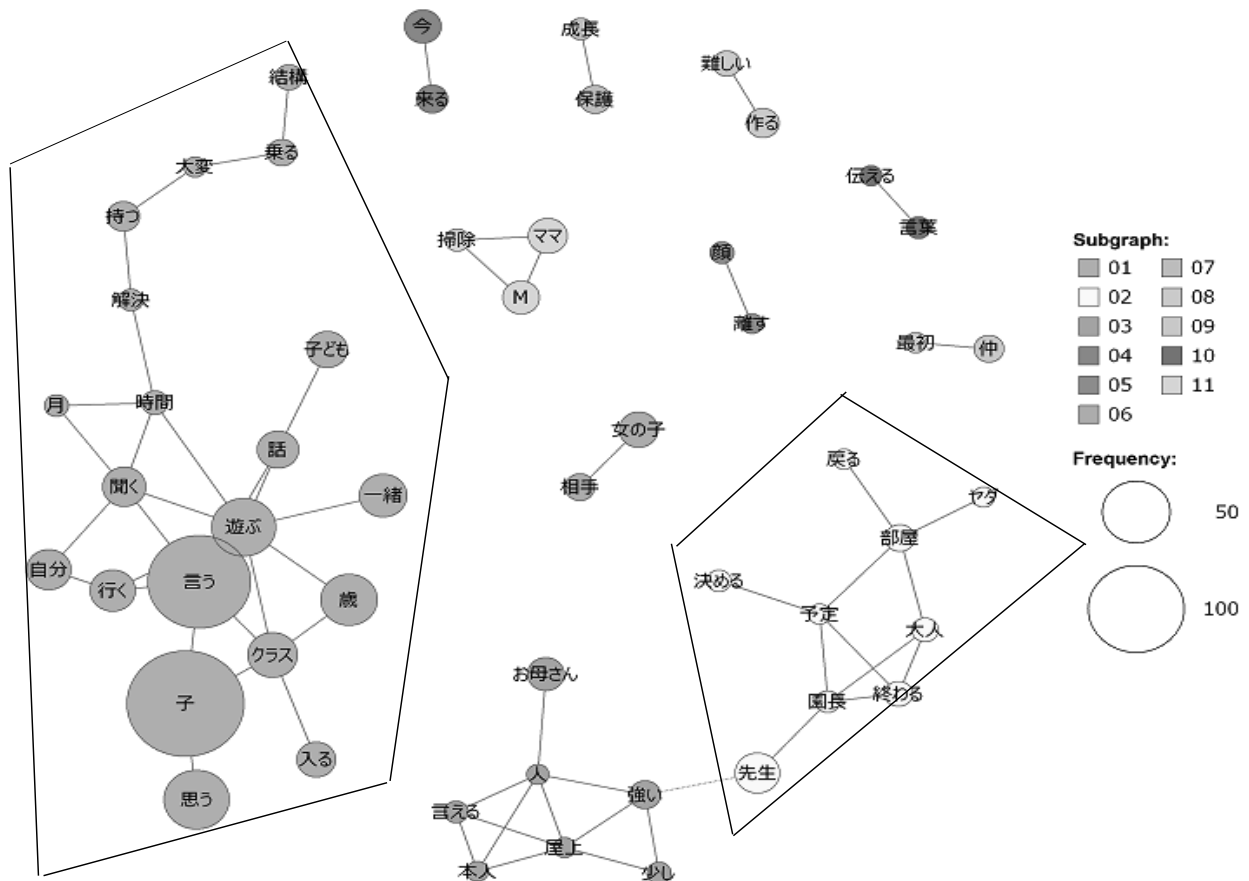 今
成長
結構
難しい
来る
保護
作る
乗る
大変
伝える
持つ
言葉
掃除
ママ
顔
M
解決
離す
最初
仲
子ども
月
時間
女の子
話
戻る
相手
聞く
一緒
ヤダ
遊ぶ
部屋
自分
言う
行く
決める
歳
予定
大人
クラス
お母さん
子
園長
終わる
入る
人
先生
思う
強い
言える
屋上
本人
少し
Subgraph:
01 07
02 08
03 09
04 10
05 11
06
Frequency:
50
100